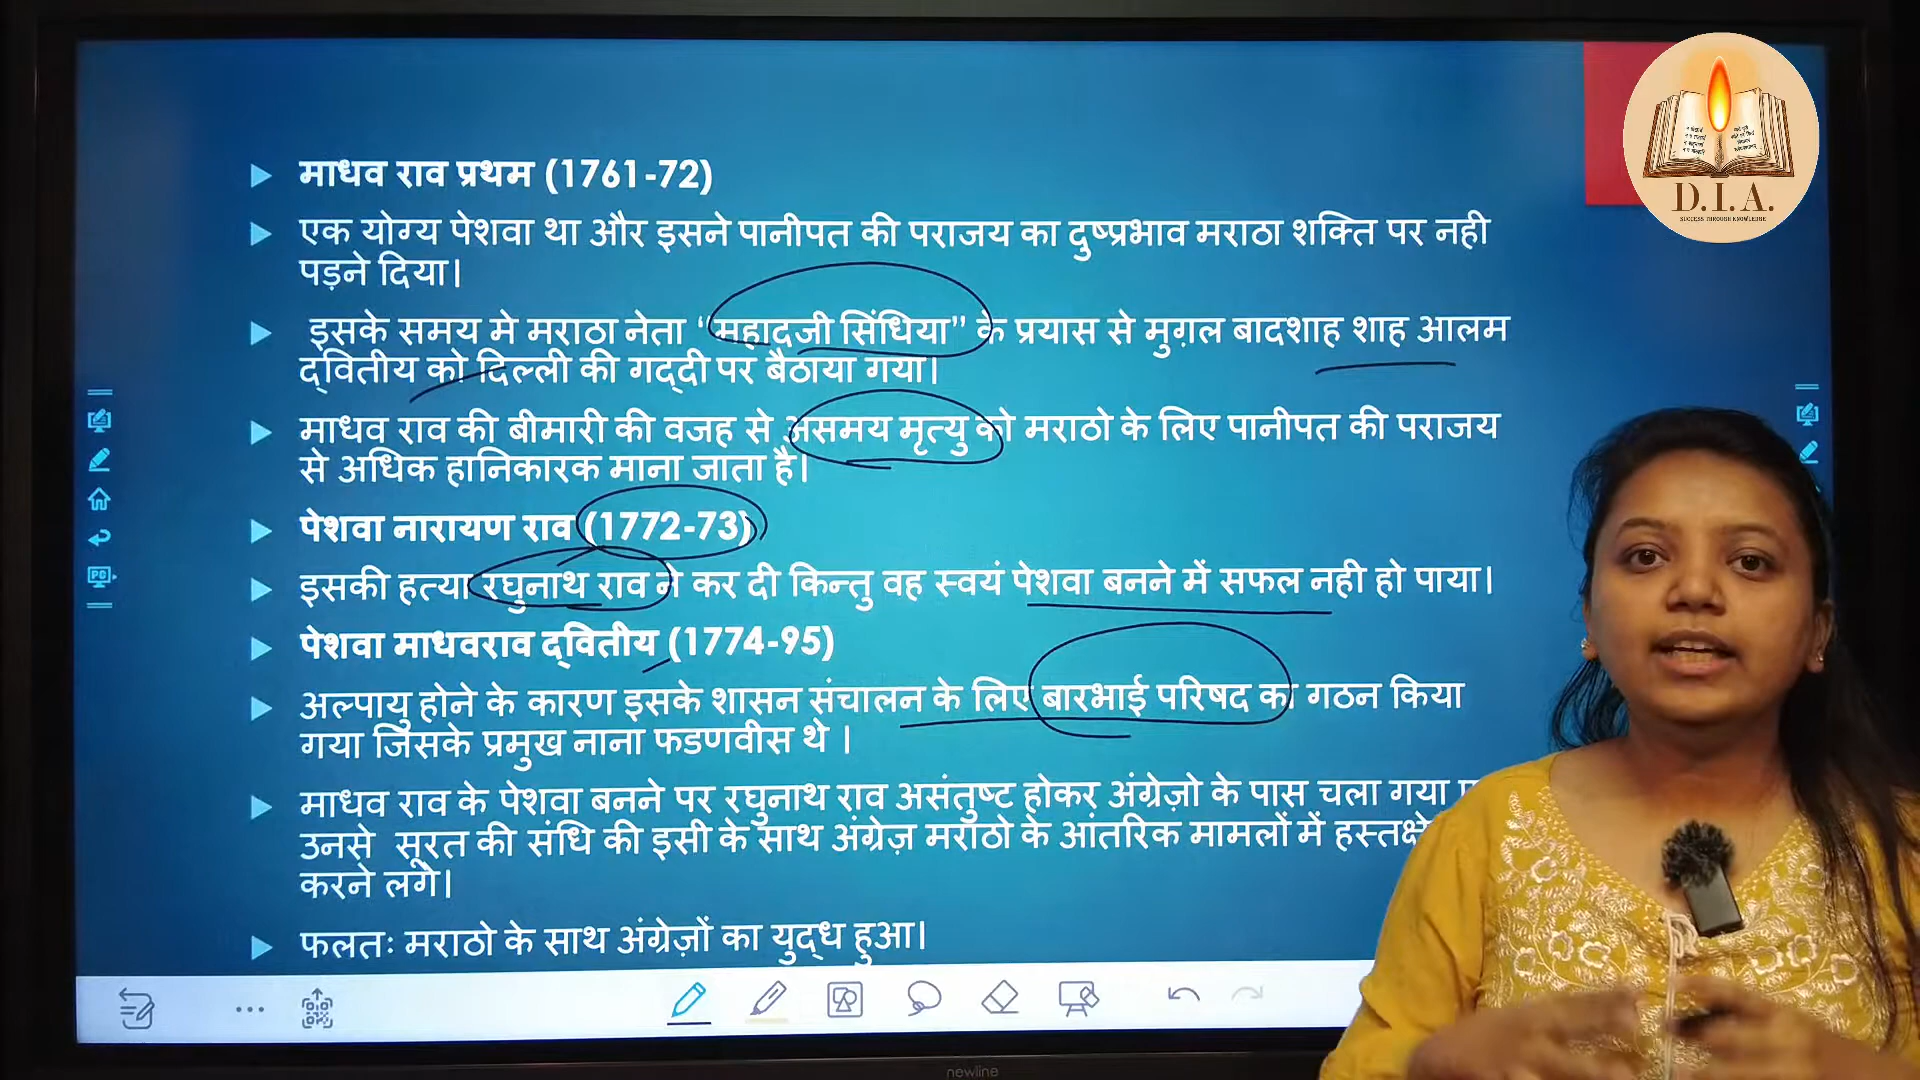 माधव राव प्रथम (1761-72)
एक योग्य पेशवा था और इसने पानीपत की पराजय का दुष्प्रभाव मराठा शक्ति पर नही
पड़ने दिया।
इसके समय मे मराठा नेता “महादजी सिंधिया” के प्रयास से मुग़ल बादशाह शाह आलम
द्वितीय को दिल्ली की गद्दी पर बैठाया गया।
माधव राव की बीमारी की वजह से असमय मृत्यु को मराठो के लिए पानीपत की पराजय
से अधिक हानिकारक माना जाता है।
पेशवा नारायण राव (1772-73)
इसकी हत्या रघुनाथ राव ने कर दी किन्तु वह स्वयं पेशवा बनने में सफल नही हो पाया।
पेशवा माधवराव द्वितीय (1774-95)
अल्पायु होने के कारण इसके शासन संचालन के लिए बारभाई परिषद का गठन किया
गया जिसके प्रमुख नाना फडणवीस थे ।
माधव राव के पेशवा बनने पर रघुनाथ राव असंतुष्ट होकर अंग्रेज़ो के पास चला गया
उनसे सूरत की संधि की इसी के साथ अंग्रेज़ मराठो के आंतरिक मामलों में
करने लगे।
फलतः मराठो के साथ अंग्रेज़ों का युद्ध हुआ।
D.I.A.
SUCCESS THROUGH KNOWLEDGE
newline